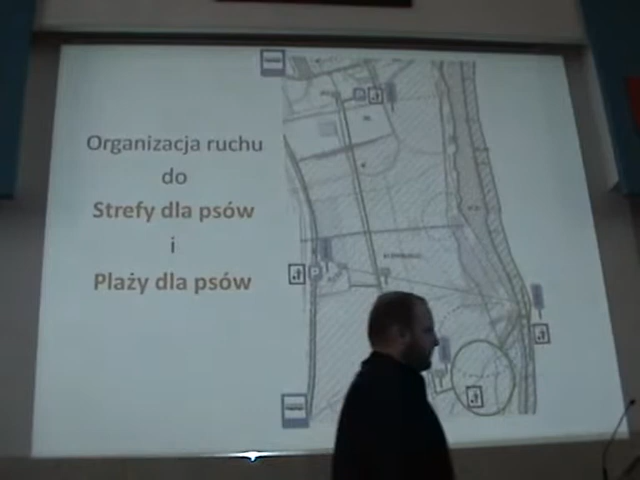 Organizacja ruchu
do
Strefy dla psów
i
Plaży dla psów